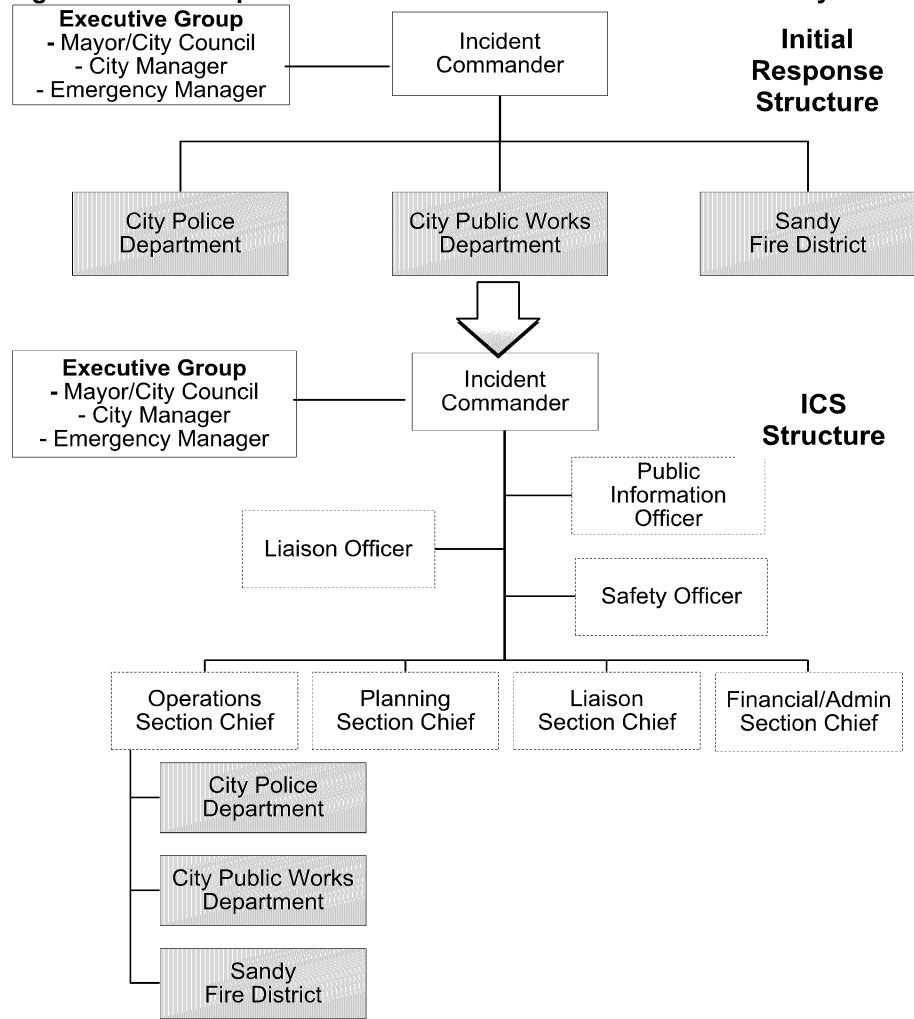 Executive Group
- Mayor/City Council
- City Manager
- Emergency Manager
Incident
Commander
Initial
Response
Structure
City Police
Department
City Public Works
Department
Sandy
Fire District
Executive Group
- Mayor/City Council
- City Manager
- Emergency Manager
Incident
Commander
ICS
Structure
Public
Information
Officer
Liaison Officer
Safety Officer
Operations
Section Chief
Planning
Section Chief
Liaison
Section Chief
Financial/Admin
Section Chief
City Police
Department
City Public Works
Department
Sandy
Fire District